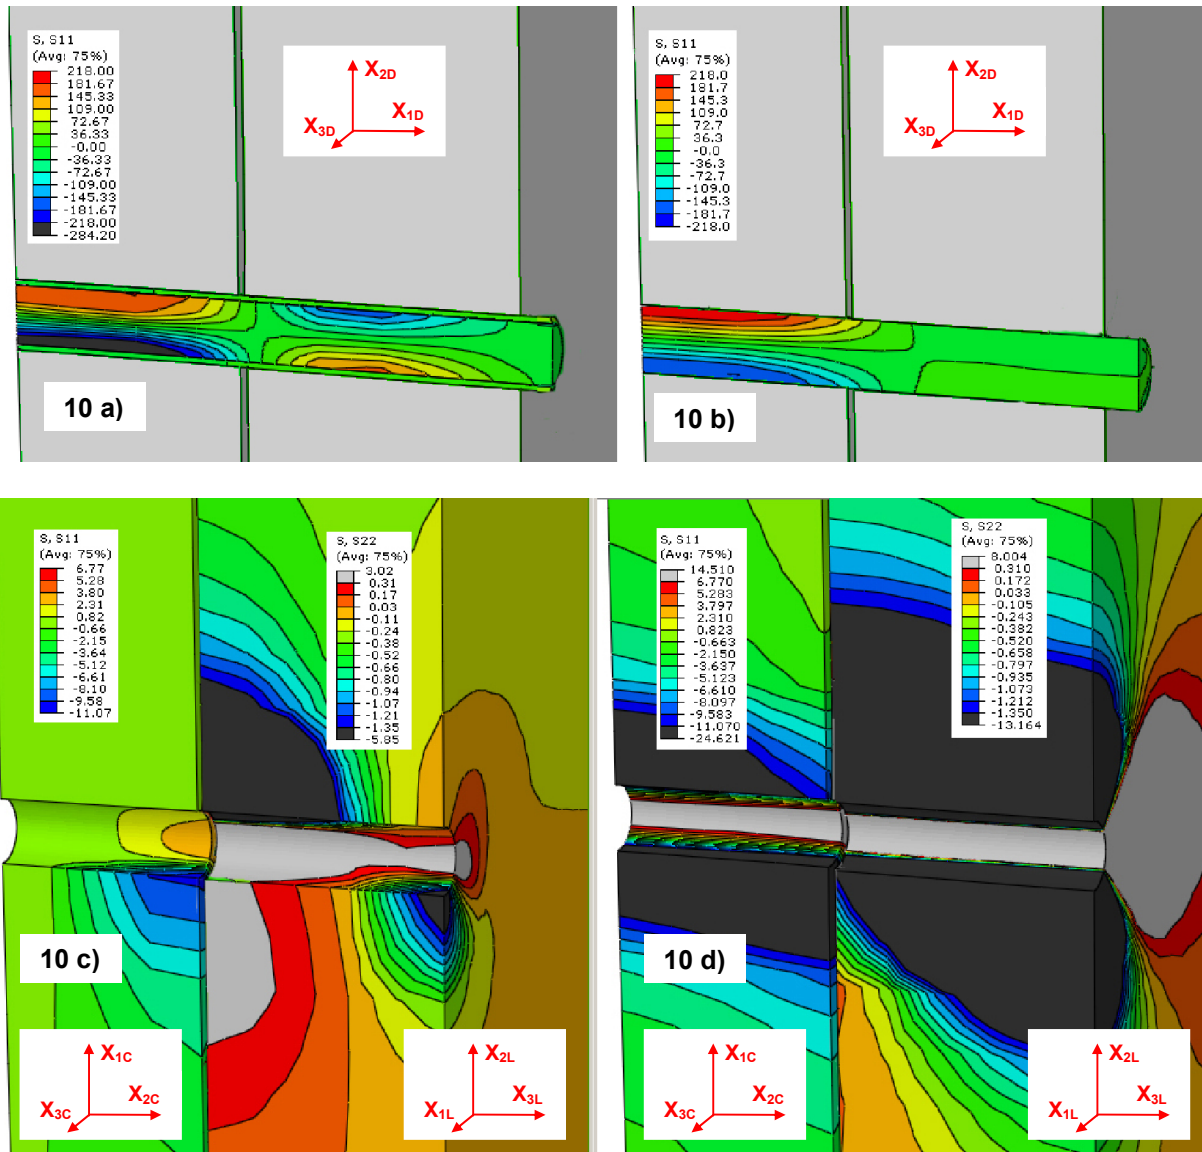 S, S11
(Avg: 75%)
218.00
181.67
145.33
109.00
72.67
36.33
-0.00
-36.33
-72.67
-109.00
-145.33
-181.67
-218.00
-284.20
X2D
X1D
X3D
10 a)
S, S11
(Avg: 75%)
218.0
181.7
145.3
109.0
72.7
36.3
-0.0
-36.3
-72.7
-109.0
-145.3
-181.7
-218.0
X2D
X1D
X3D
10 b)
S, S11
(Avg: 75%)
6.77
5.28
3.80
2.31
0.82
-0.66
-2.15
-3.64
-5.12
-6.61
-8.10
-9.58
-11.07
S, S22
(Avg: 75%)
3.02
0.31
0.17
0.03
-0.11
-0.24
-0.38
-0.52
-0.66
-0.80
-0.94
-1.07
-1.21
-1.35
-5.85
10 c)
X1C
X2C
X3C
X2L
X3L
X1L
S, S11
(Avg: 75%)
14.510
6.770
5.283
3.797
2.310
0.823
-0.663
-2.150
-3.637
-5.123
-6.610
-8.097
-9.583
-11.070
-24.621
S, S22
(Avg: 75%)
8.004
0.310
0.172
0.033
-0.105
-0.243
-0.382
-0.520
-0.658
-0.797
-0.935
-1.073
-1.212
-1.350
-13.164
10 d)
X1C
X2C
X3C
X2L
X3L
X1L